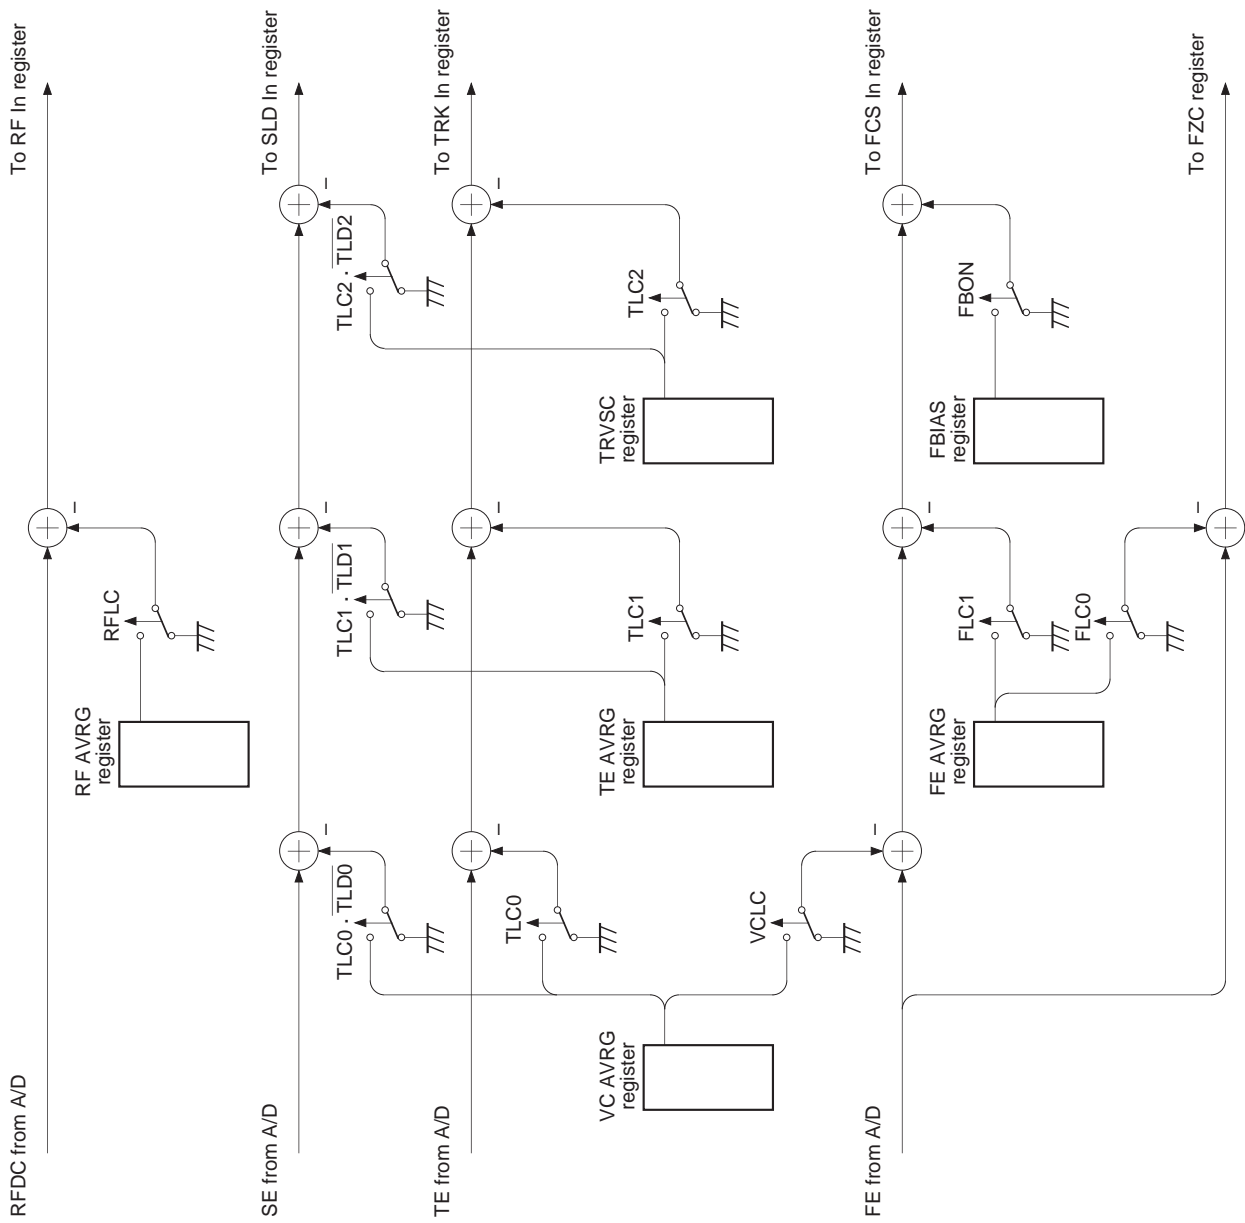 RFDC from A/D
RF AVRG
register
RFLC
–
To RF In register
SE from A/D
TLC0 · TLD0
–
TLC1 · TLD1
–
TLC2 · TLD2
–
To SLD In register
TE from A/D
TLC0
–
–
–
To TRK In register
VC AVRG
register
TE AVRG
register
TLC1
TRVSC
register
TLC2
VCLC
–
FE from A/D
–
–
To FCS In register
FE AVRG
register
FLC1
FLC0
FBIAS
register
FBON
–
To FZC register